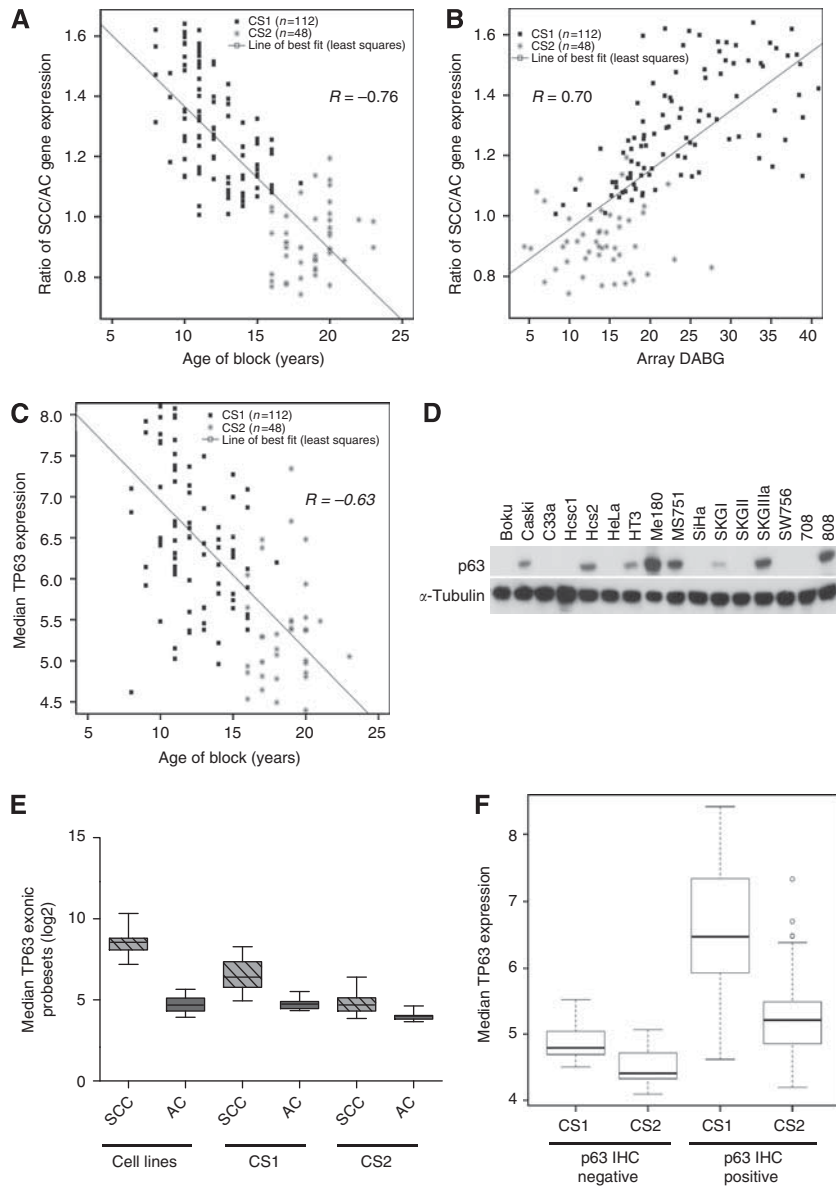 A
CS1 (n=112)
CS2 (n=48)
Line of best fit (least squares)
R = –0.76
Ratio of SCC/AC gene expression
1.6
1.4
1.2
1.0
0.8
5 10 15 20 25
Age of block (years)
B
CS1 (n=112)
CS2 (n=48)
Line of best fit (least squares)
R = 0.70
Ratio of SCC/AC gene expression
1.6
1.4
1.2
1.0
0.8
5 10 15 20 25 30 35 40
Array DABG
C
CS1 (n=112)
CS2 (n=48)
Line of best fit (least squares)
R = –0.63
Median TP63 expression
8.0
7.5
7.0
6.5
6.0
5.5
5.0
4.5
5 10 15 20 25
Age of block (years)
D
Boku Caski C33a Hcsc1 Hcs2 HeLa HT3 Me180 MS751 SiHa SKGI SKGII SKGIIIa SW756 708 808
p63
α-Tubulin
E
Median TP63 exonic
probesets (log2)
15
10
5
0
SCC AC SCC AC SCC AC
Cell lines CS1 CS2
F
Median TP63 expression
8
7
6
5
4
CS1 CS2 CS1 CS2
p63 IHC negative
p63 IHC positive